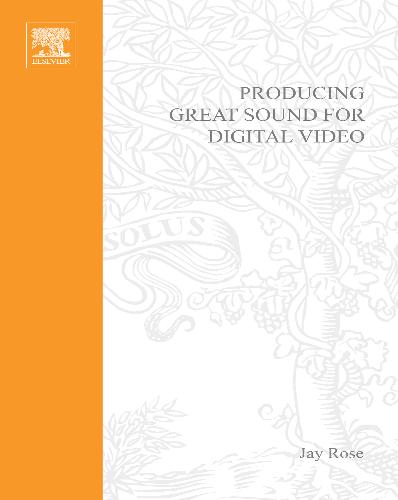 ELSEVIER
PRODUCING
GREAT SOUND FOR
DIGITAL VIDEO
SOLUS
Jay Rose